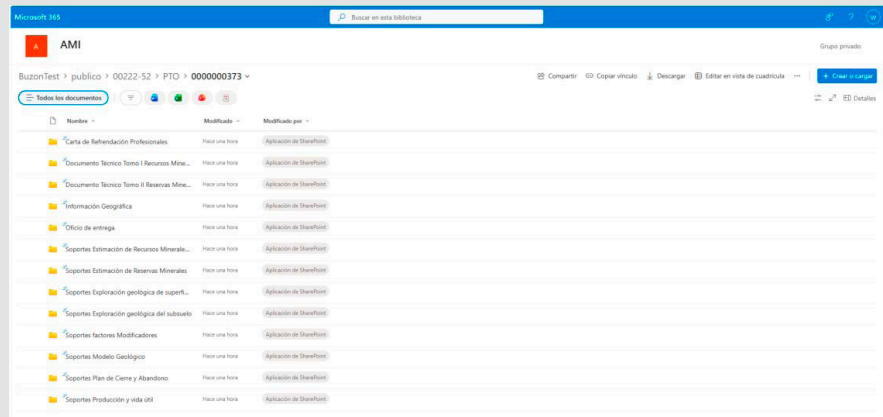 Microsoft 365
Buscar en esta biblioteca
? W
A AMI
Grupo privado
BuzonTest > publico > 00222-52 > PTO > 0000000373
Compartir Copiar vínculo Descargar Editar en vista de cuadrícula ... + Crear o cargar
Todos los documentos
Detalles
Nombre Modificado Modificado por
Carta de Refrendación Profesionales Hace una hora Aplicación de SharePoint
Documento Técnico Tomo I Recursos Mine... Hace una hora Aplicación de SharePoint
Documento Técnico Tomo II Reservas Mine... Hace una hora Aplicación de SharePoint
Información Geográfica Hace una hora Aplicación de SharePoint
Oficio de entrega Hace una hora Aplicación de SharePoint
Soportes Estimación de Recursos Minerale... Hace una hora Aplicación de SharePoint
Soportes Estimación de Reservas Minerales Hace una hora Aplicación de SharePoint
Soportes Exploración geológica de superfi... Hace una hora Aplicación de SharePoint
Soportes Exploración geológica del subsuelo Hace una hora Aplicación de SharePoint
Soportes factores Modificadores Hace una hora Aplicación de SharePoint
Soportes Modelo Geológico Hace una hora Aplicación de SharePoint
Soportes Plan de Cierre y Abandono Hace una hora Aplicación de SharePoint
Soportes Producción y vida útil Hace una hora Aplicación de SharePoint